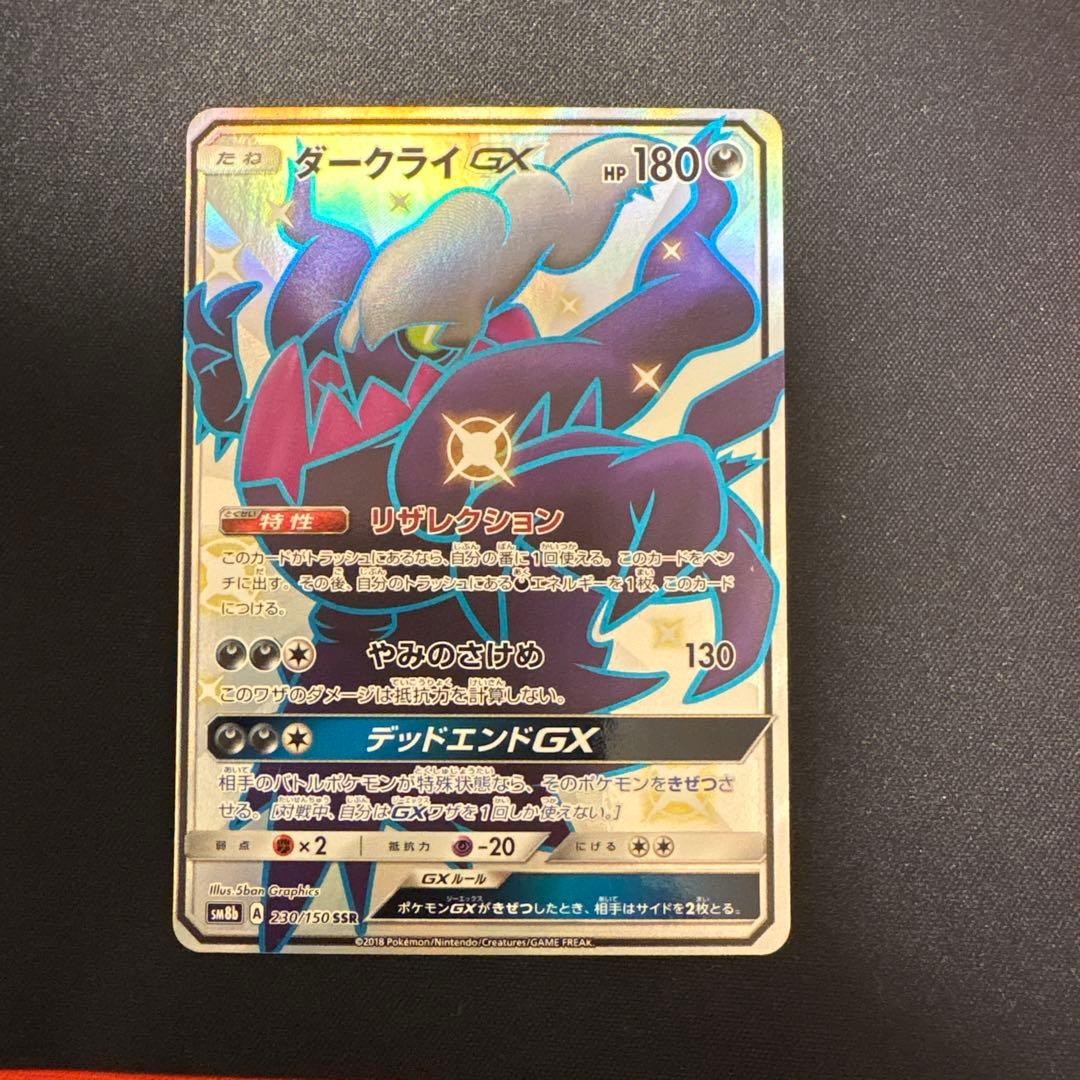 たね ダークライGX HP180
とくせい
特性 リザレクション
このカードがトラッシュにあるなら、自分の番に1回使える。このカードをベン
チに出す。その後、自分のトラッシュにあるエネルギーを1枚、このカード
につける。
やみのさけめ 130
このワザのダメージは抵抗力を計算しない。
デッドエンドGX
相手のバトルポケモンが特殊状態なら、そのポケモンをきぜつさ
せる。[対戦中、自分はGXワザを1回しか使えない。]
弱点 ×2 抵抗力 -20 にげる
GXルール
ポケモンGXがきぜつしたとき、相手はサイドを2枚とる。
Illus. 5ban Graphics
SM8b A 230/150 SSR
©2018 Pokémon/Nintendo/Creatures/GAME FREAK.